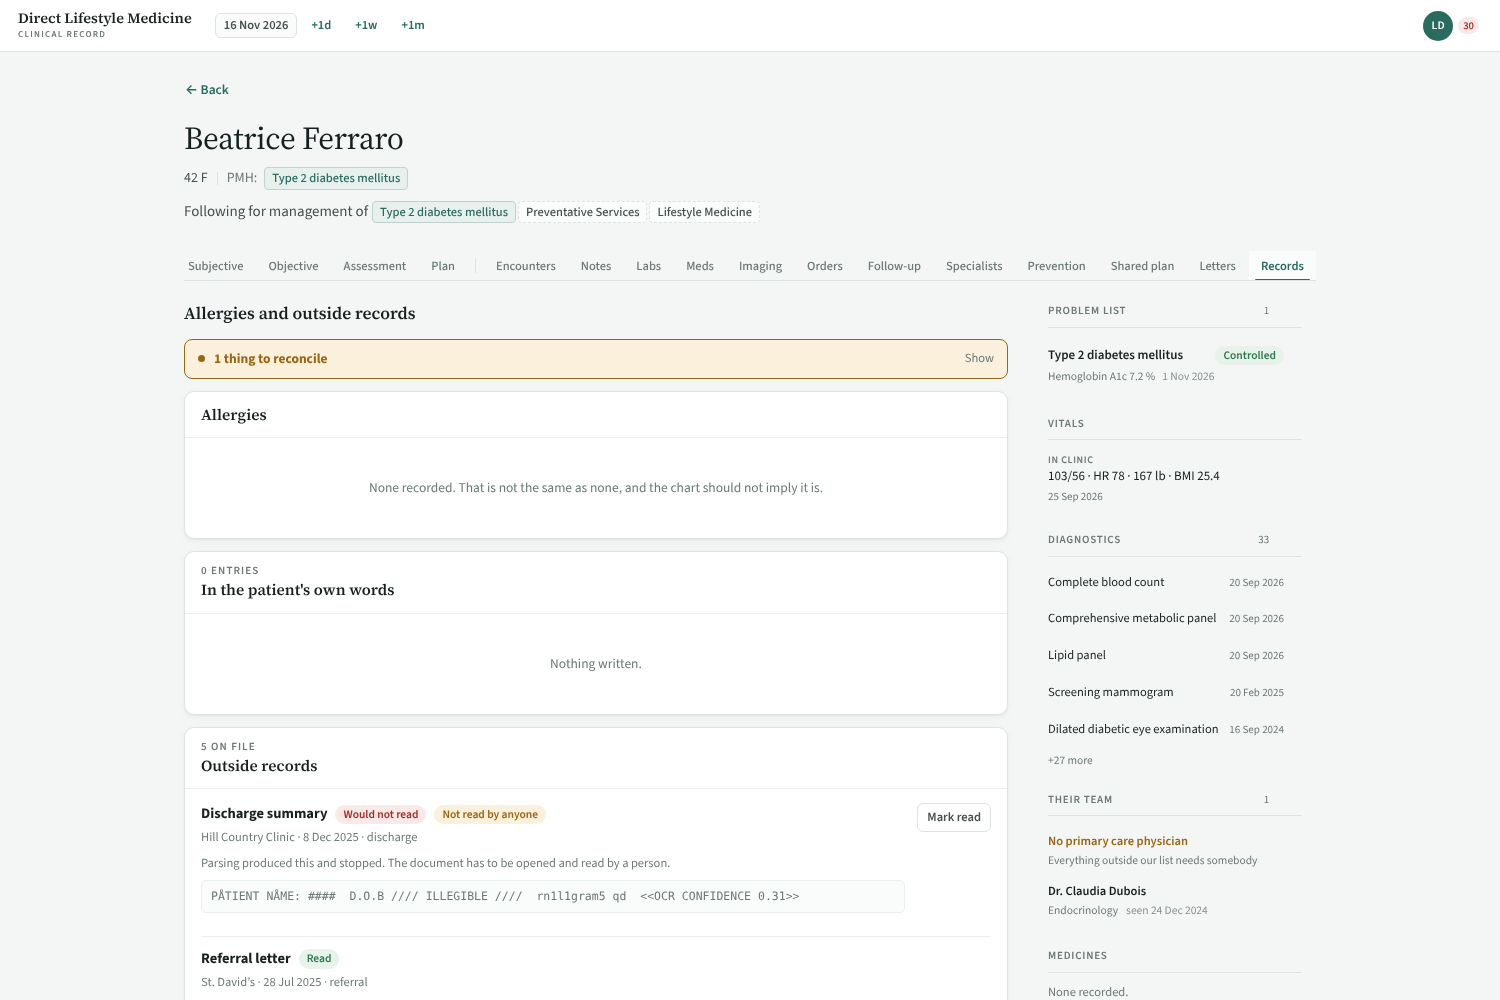 Direct Lifestyle Medicine
CLINICAL RECORD
16 Nov 2026
+1d
+1w
+1m
LD
30
← Back
Beatrice Ferraro
42 F
PMH:
Type 2 diabetes mellitus
Following for management of Type 2 diabetes mellitus Preventative Services Lifestyle Medicine
Subjective Objective Assessment Plan Encounters Notes Labs Meds Imaging Orders Follow-up Specialists Prevention Shared plan Letters Records
Allergies and outside records
1 thing to reconcile
Show
Allergies
None recorded. That is not the same as none, and the chart should not imply it is.
0 ENTRIES
In the patient's own words
Nothing written.
5 ON FILE
Outside records
Discharge summary Would not read Not read by anyone
Mark read
Hill Country Clinic · 8 Dec 2025 · discharge
Parsing produced this and stopped. The document has to be opened and read by a person.
PÅTIENT NÅME: ####  D.O.B //// ILLEGIBLE ////  rn1l1gram5 qd  <<OCR CONFIDENCE 0.31>>
Referral letter Read
St. David's · 28 Jul 2025 · referral
PROBLEM LIST 1
Type 2 diabetes mellitus Controlled
Hemoglobin A1c 7.2 % 1 Nov 2026
VITALS
IN CLINIC
103/56 · HR 78 · 167 lb · BMI 25.4
25 Sep 2026
DIAGNOSTICS 33
Complete blood count 20 Sep 2026
Comprehensive metabolic panel 20 Sep 2026
Lipid panel 20 Sep 2026
Screening mammogram 20 Feb 2025
Dilated diabetic eye examination 16 Sep 2024
+27 more
THEIR TEAM 1
No primary care physician
Everything outside our list needs somebody
Dr. Claudia Dubois
Endocrinology seen 24 Dec 2024
MEDICINES
None recorded.